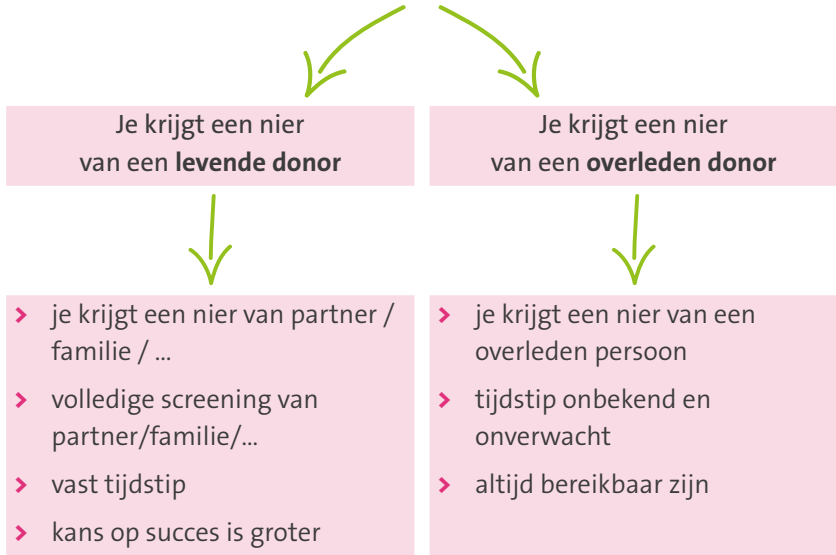 Je krijgt een nier
van een levende donor
Je krijgt een nier
van een overleden donor
> je krijgt een nier van partner /
familie / ...
> volledige screening van
partner/familie/...
> vast tijdstip
> kans op succes is groter
> je krijgt een nier van een
overleden persoon
> tijdstip onbekend en
onverwacht
> altijd bereikbaar zijn